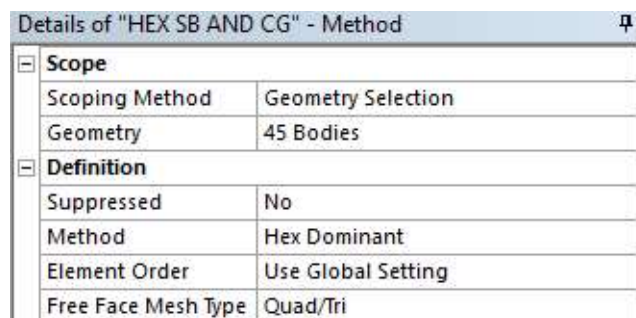 Details of "HEX SB AND CG" - Method
Scope
Scoping Method Geometry Selection
Geometry 45 Bodies
Definition
Suppressed No
Method Hex Dominant
Element Order Use Global Setting
Free Face Mesh Type Quad/Tri